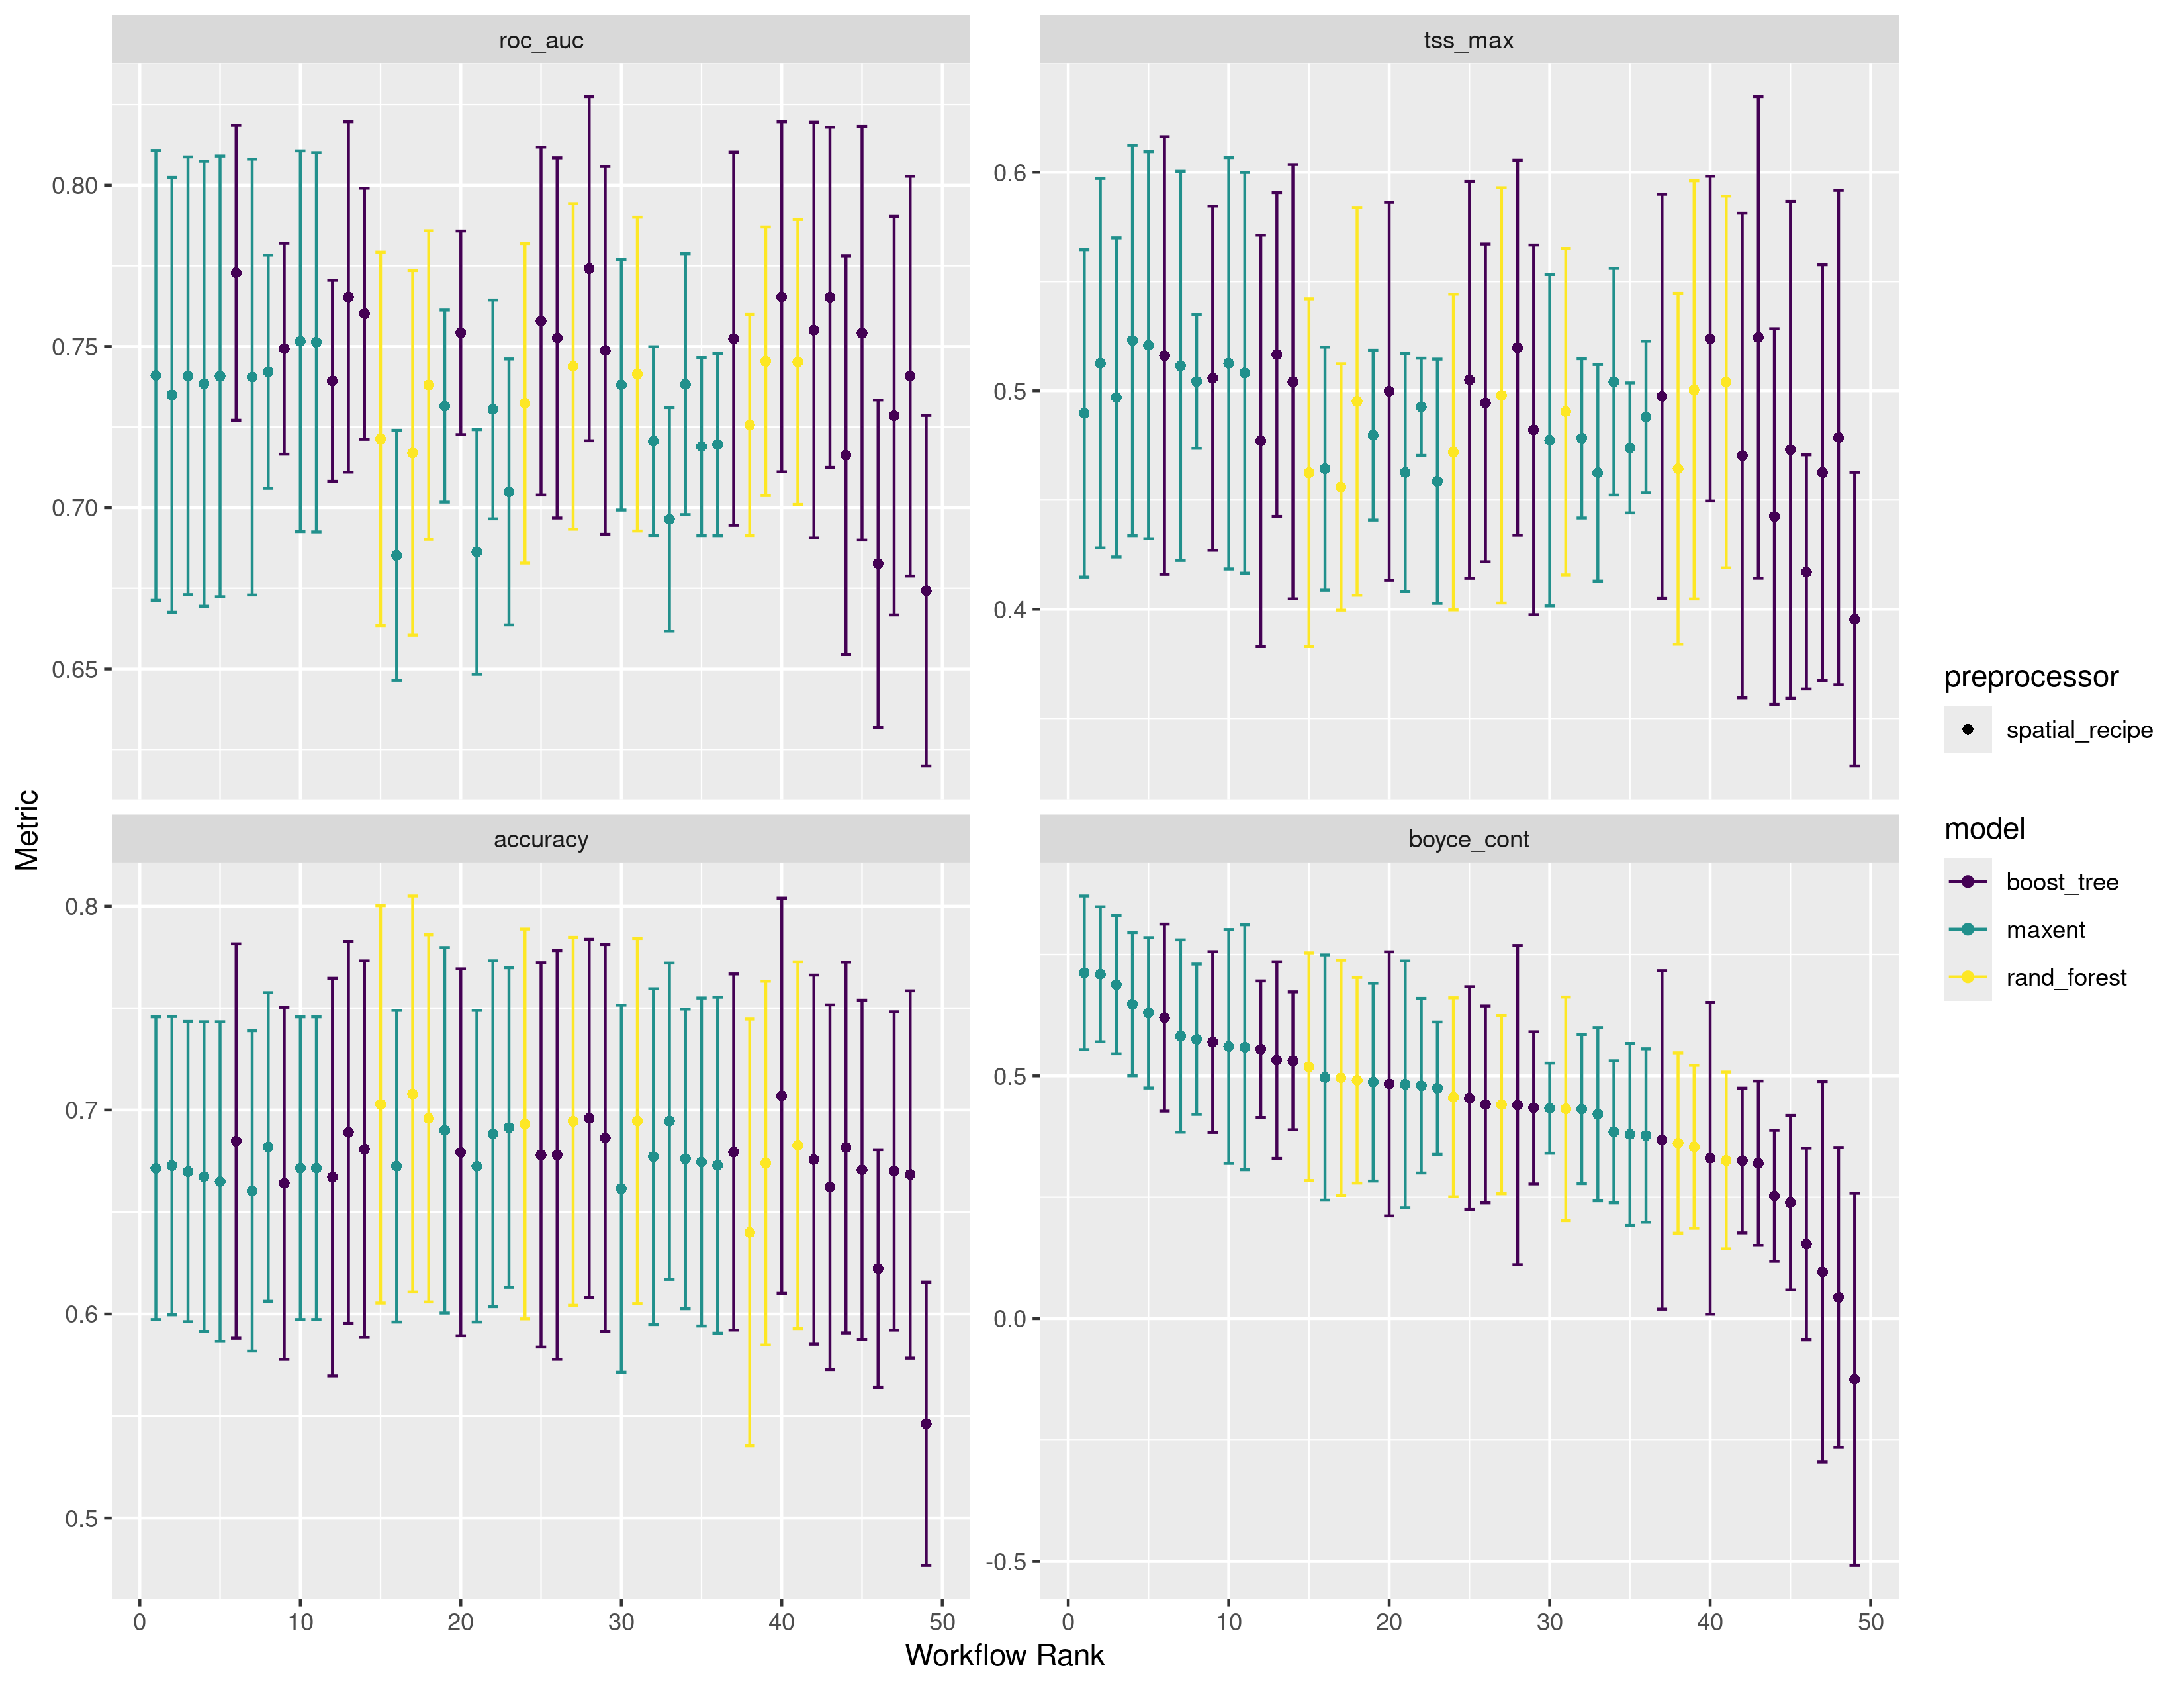 roc_auc
tss_max
0.80
0.75
0.70
0.65
0.6
0.5
0.4
Metric
accuracy
boyce_cont
0.8
0.7
0.6
0.5
0.5
0.0
-0.5
0 10 20 30 40 50
0 10 20 30 40 50
Workflow Rank
preprocessor
spatial_recipe
model
boost_tree
maxent
rand_forest